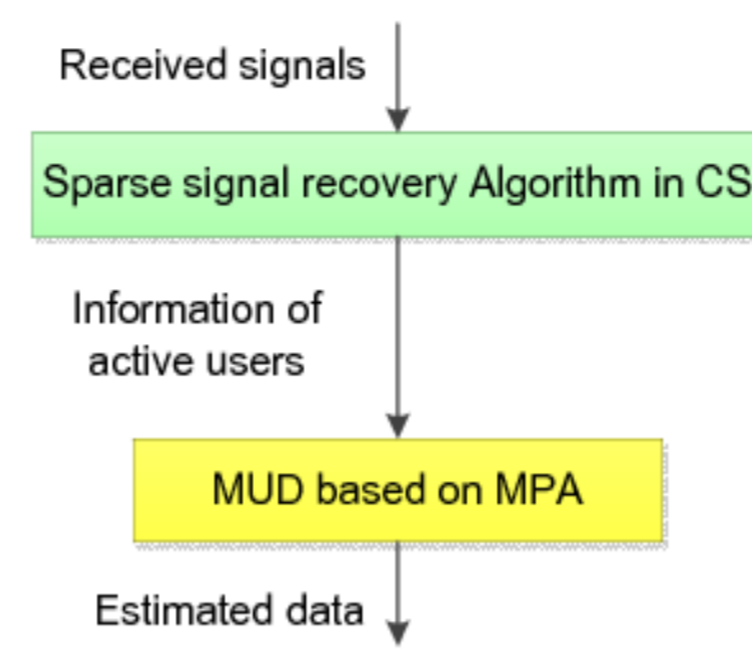 Received signals
Sparse signal recovery Algorithm in CS
Information of
active users
MUD based on MPA
Estimated data